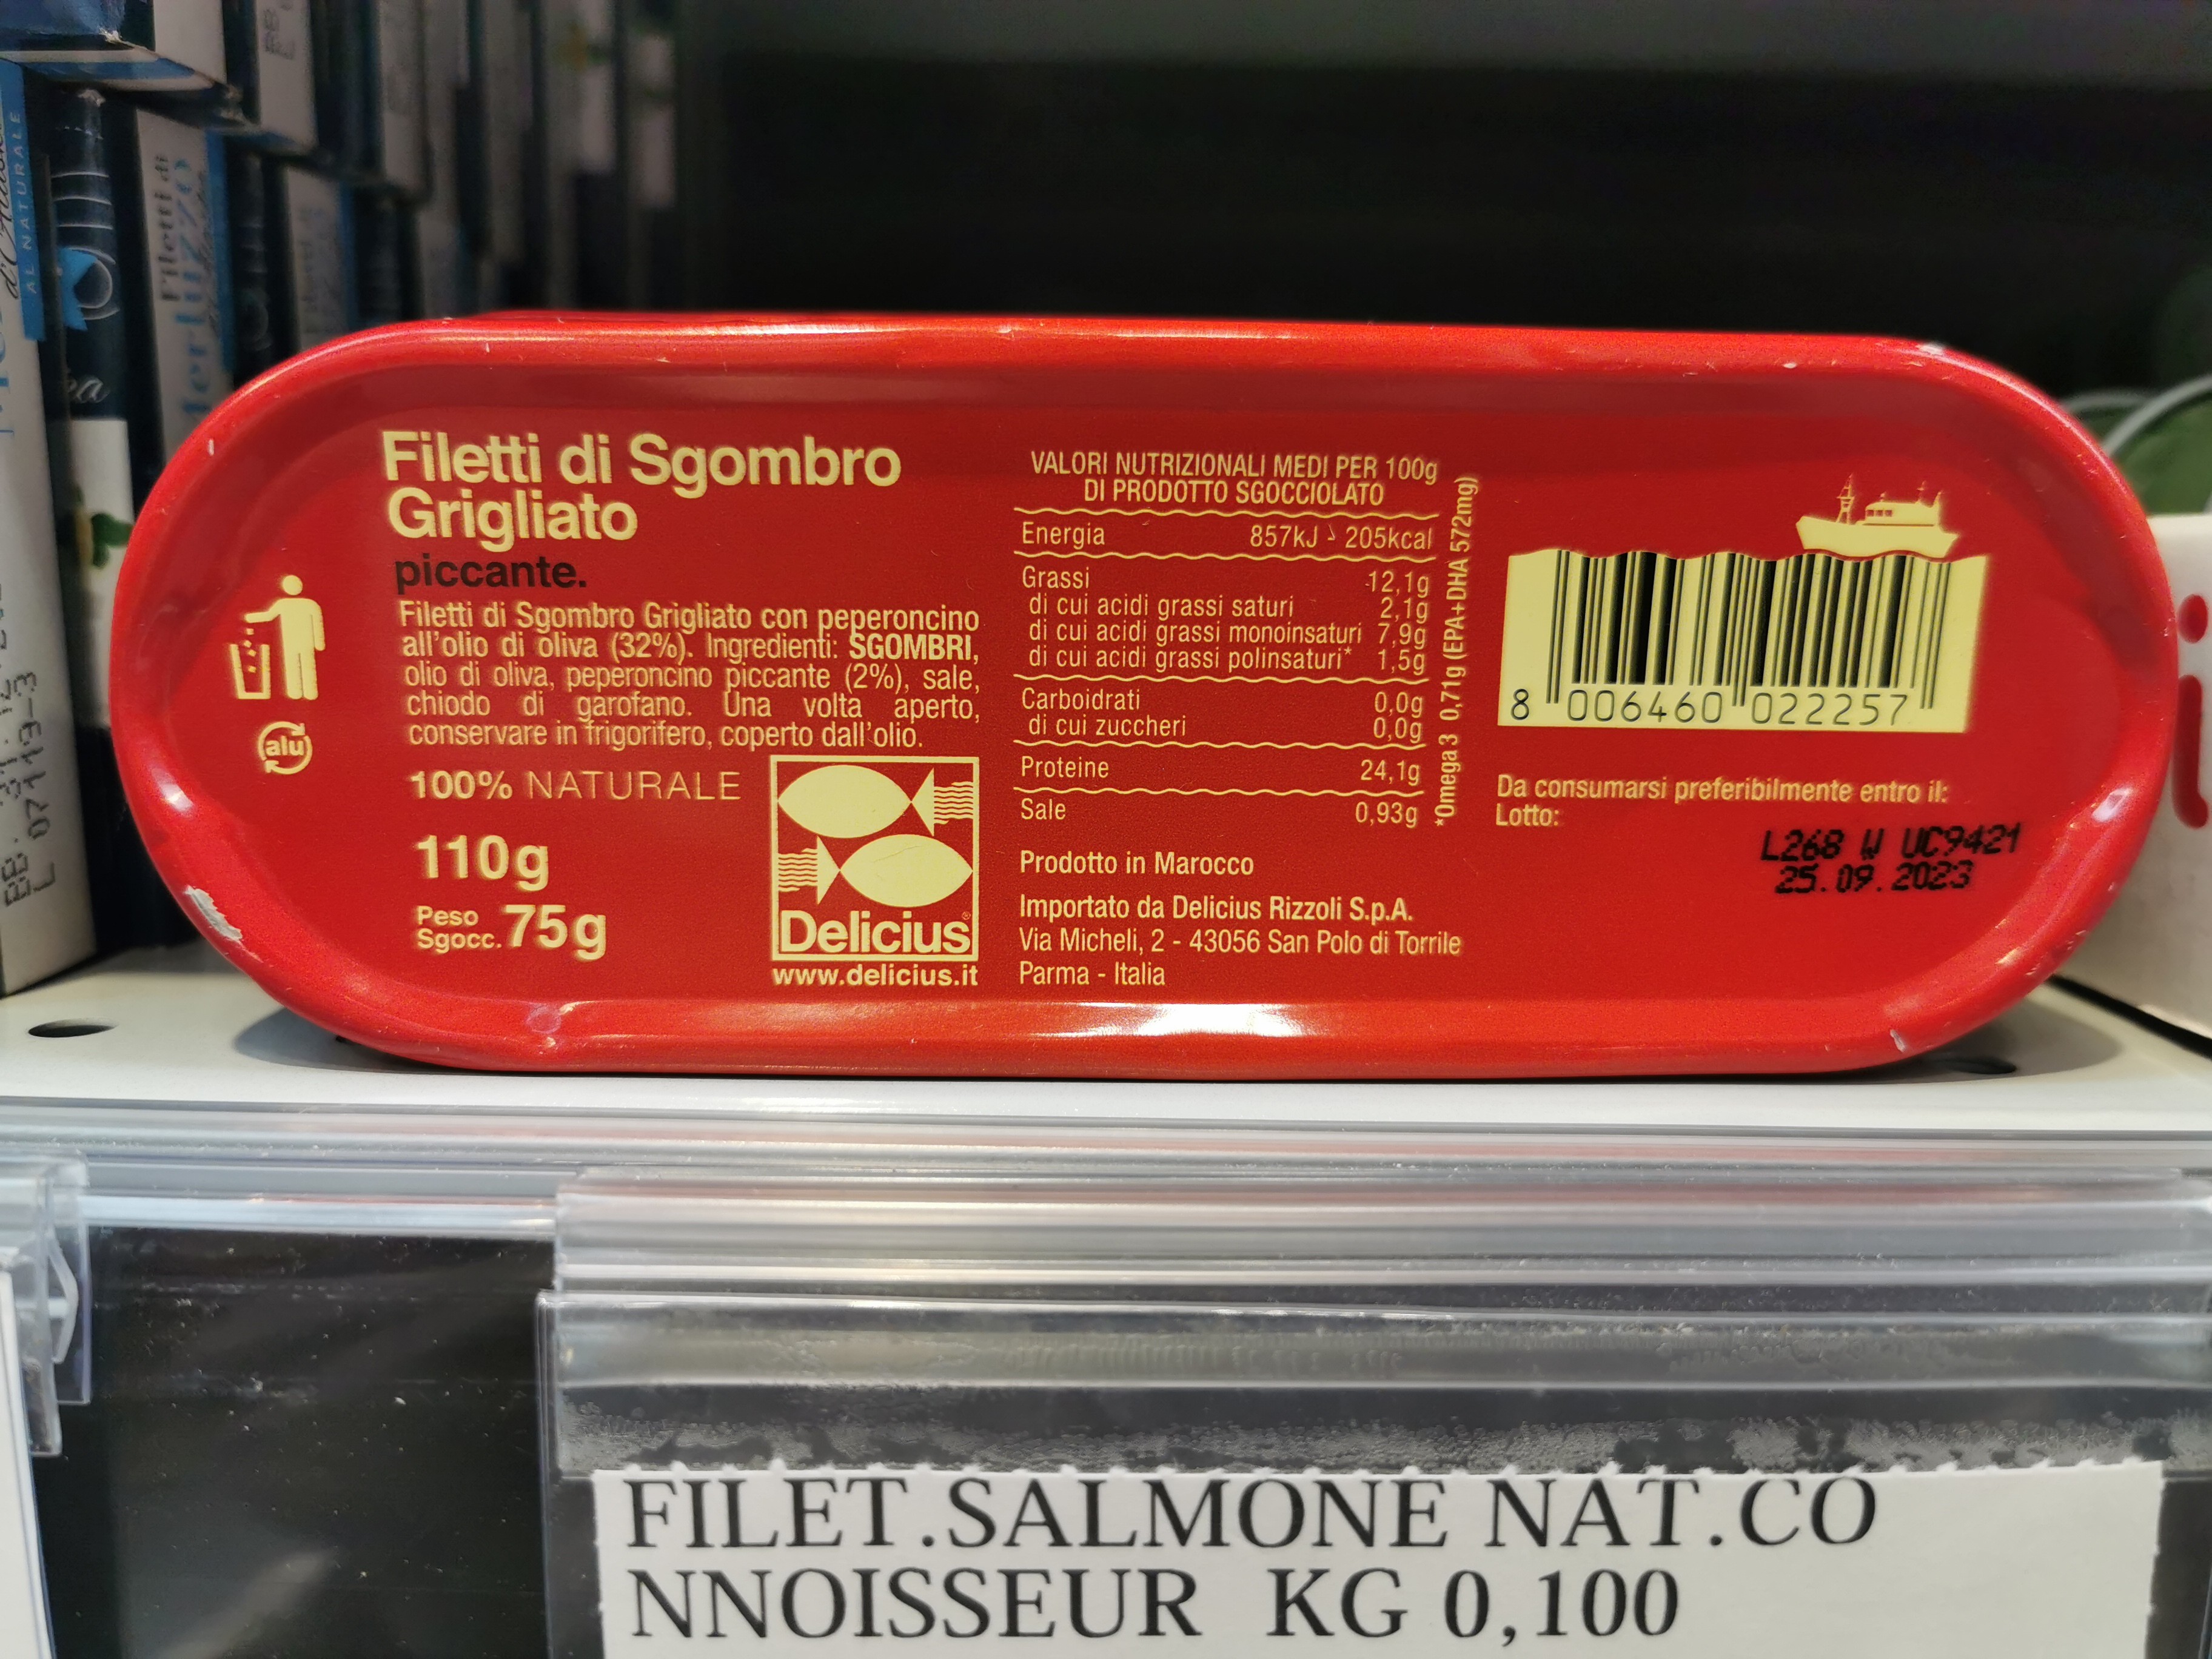 AL NATURALE
Filetti di
Merluzzo
Filetti di Sgombro
Grigliato
piccante.
Filetti di Sgombro Grigliato con peperoncino
all'olio di oliva (32%). Ingredienti: SGOMBRI,
olio di oliva, peperoncino piccante (2%), sale,
chiodo di garofano. Una volta aperto,
conservare in frigorifero, coperto dall'olio.
alu
100% NATURALE
110g
Peso
Sgocc. 75g
Delicius®
www.delicius.it
VALORI NUTRIZIONALI MEDI PER 100g
DI PRODOTTO SGOCCIOLATO
Energia 857kJ 205kcal
Grassi 12,1g
di cui acidi grassi saturi 2,1g
di cui acidi grassi monoinsaturi 7,9g
di cui acidi grassi polinsaturi* 1,5g
Carboidrati 0,0g
di cui zuccheri 0,0g
Proteine 24,1g
Sale 0,93g
*Omega 3 0,71g (EPA+DHA 572mg)
Prodotto in Marocco
Importato da Delicius Rizzoli S.p.A.
Via Micheli, 2 - 43056 San Polo di Torrile
Parma - Italia
8 006460 022257
Da consumarsi preferibilmente entro il:
Lotto:
L268 W UC9421
25.09.2023
FILET.SALMONE NAT.CO
NNOISSEUR KG 0,100